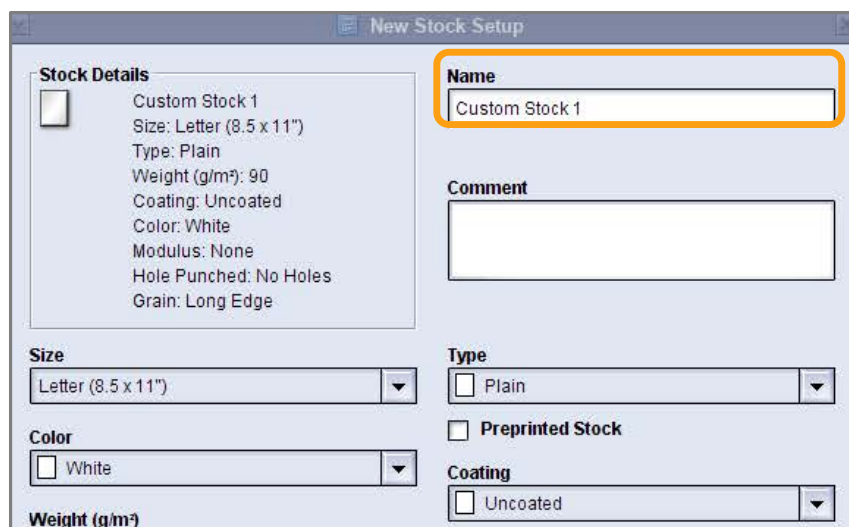 New Stock Setup
Stock Details
Custom Stock 1
Size: Letter (8.5 x 11")
Type: Plain
Weight (g/m²): 90
Coating: Uncoated
Color: White
Modulus: None
Hole Punched: No Holes
Grain: Long Edge
Name
Custom Stock 1
Comment
Size
Letter (8.5 x 11")
Type
Plain
Preprinted Stock
Color
White
Coating
Uncoated
Weight (g/m²)